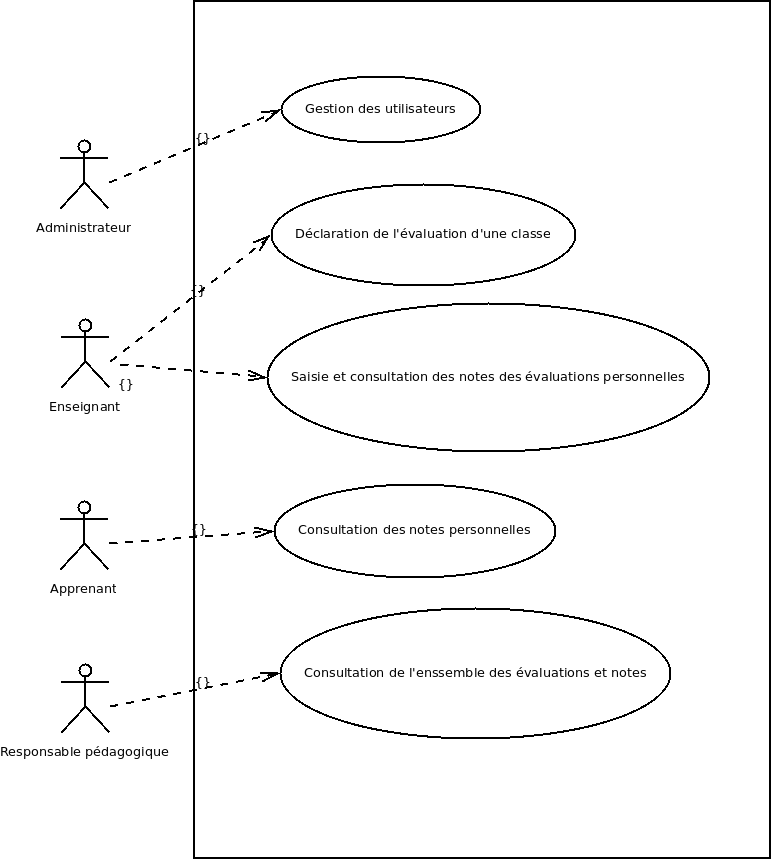 Gestion des utilisateurs
{}
Administrateur
Déclaration de l'évaluation d'une classe
{}
Saisie et consultation des notes des évaluations personnelles
{}
Enseignant
Consultation des notes personnelles
{}
Apprenant
Consultation de l'enssemble des évaluations et notes
{}
Responsable pédagogique